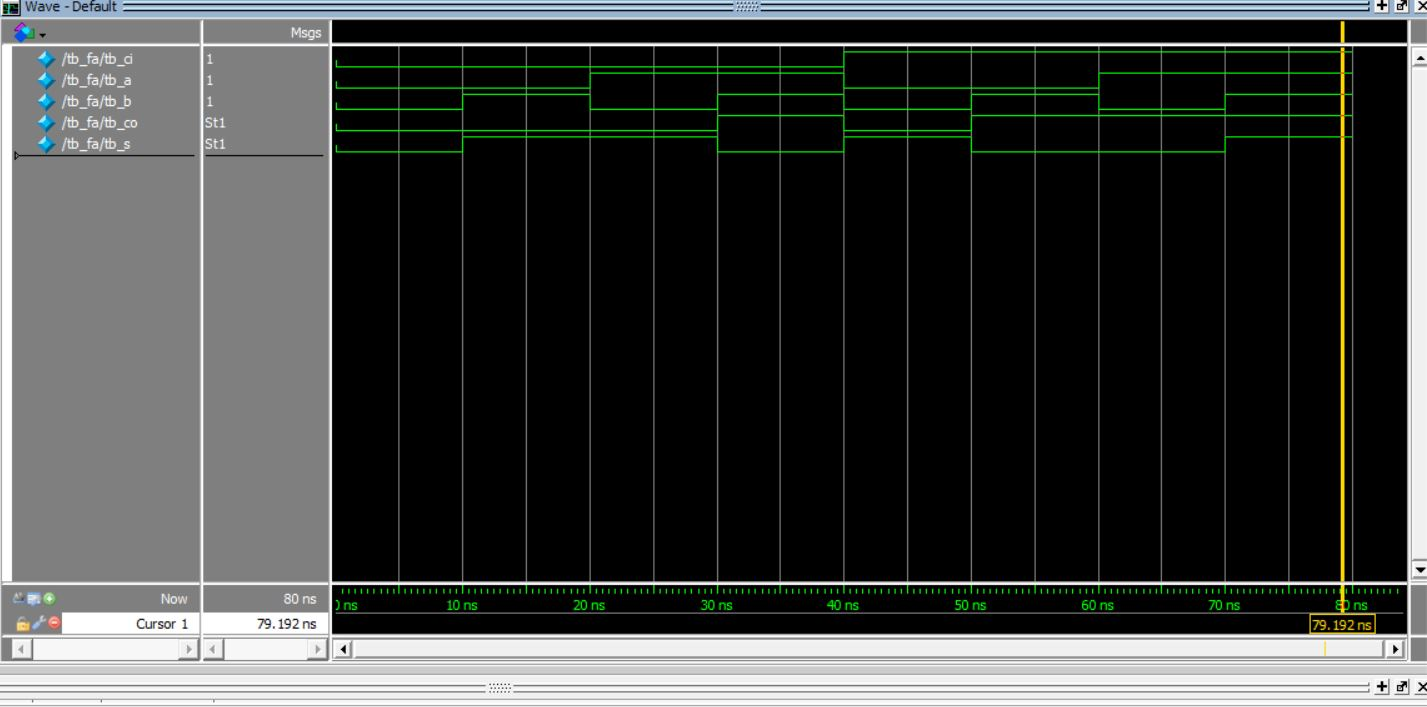 Wave - Default
Msgs
/tb_fa/tb_ci 1
/tb_fa/tb_a 1
/tb_fa/tb_b 1
/tb_fa/tb_co St1
/tb_fa/tb_s St1
Now 80 ns
0 ns 10 ns 20 ns 30 ns 40 ns 50 ns 60 ns 70 ns 80 ns
Cursor 1 79.192 ns
79.192 ns